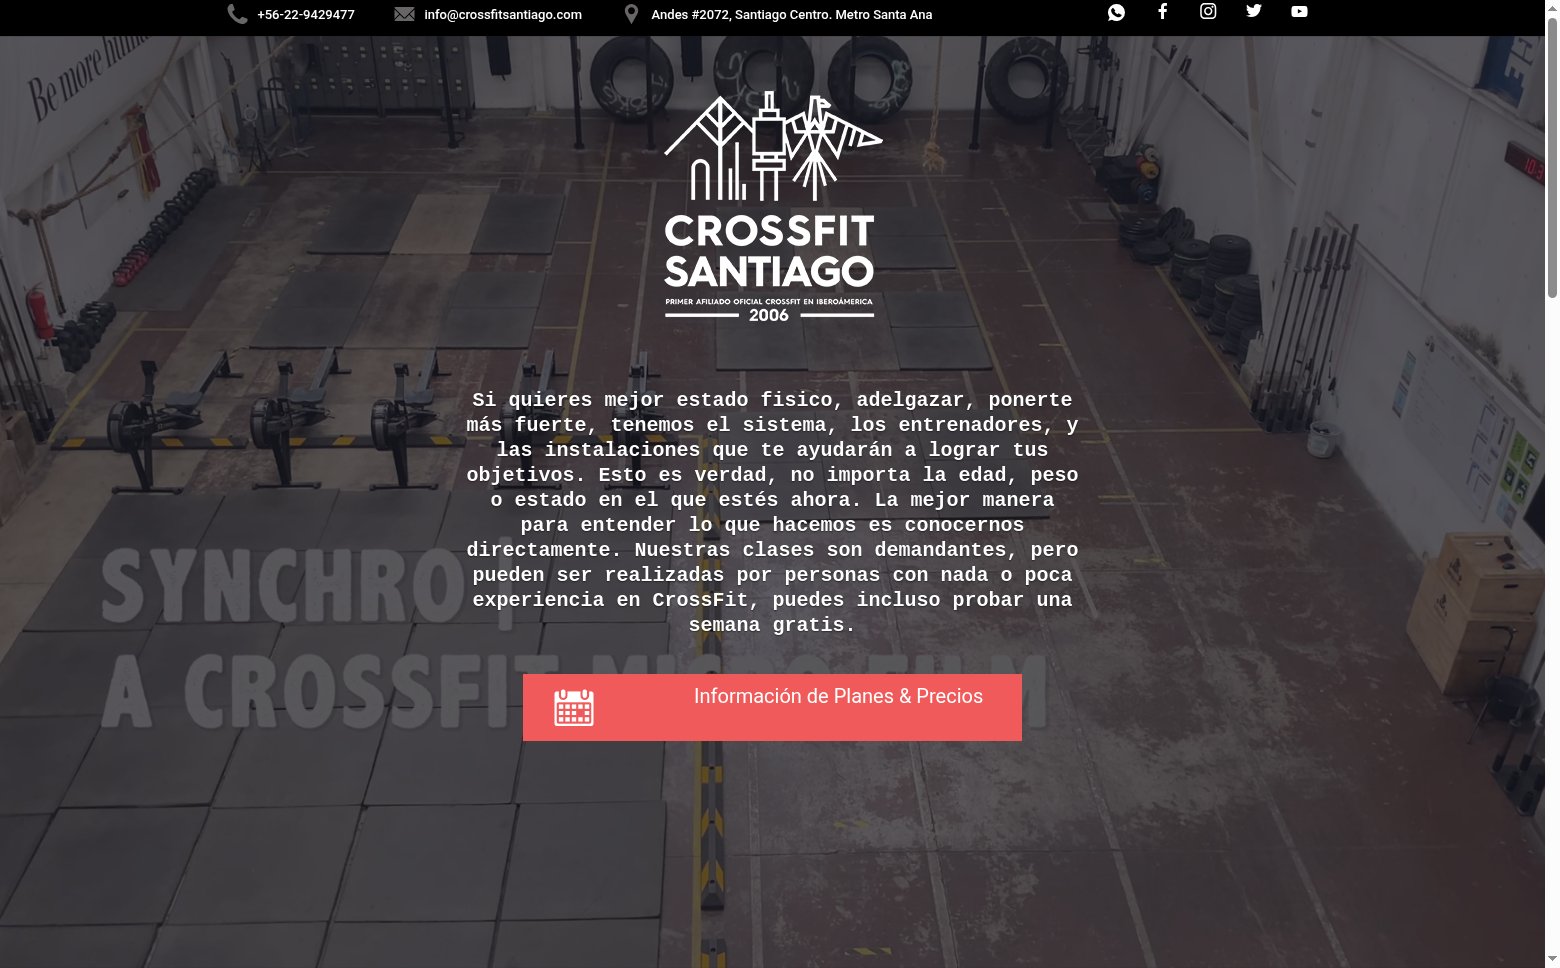 +56-22-9429477
info@crossfitsantiago.com
Andes #2072, Santiago Centro. Metro Santa Ana
Be more human
CROSSFIT
SANTIAGO
PRIMER AFILIADO OFICIAL CROSSFIT EN IBEROÁMERICA
2006
Si quieres mejor estado fisico, adelgazar, ponerte
más fuerte, tenemos el sistema, los entrenadores, y
las instalaciones que te ayudarán a lograr tus
objetivos. Esto es verdad, no importa la edad, peso
o estado en el que estés ahora. La mejor manera
para entender lo que hacemos es conocernos
directamente. Nuestras clases son demandantes, pero
pueden ser realizadas por personas con nada o poca
experiencia en CrossFit, puedes incluso probar una
semana gratis.
SYNCHRO |
A CROSSFIT MICRO FILM
Información de Planes & Precios